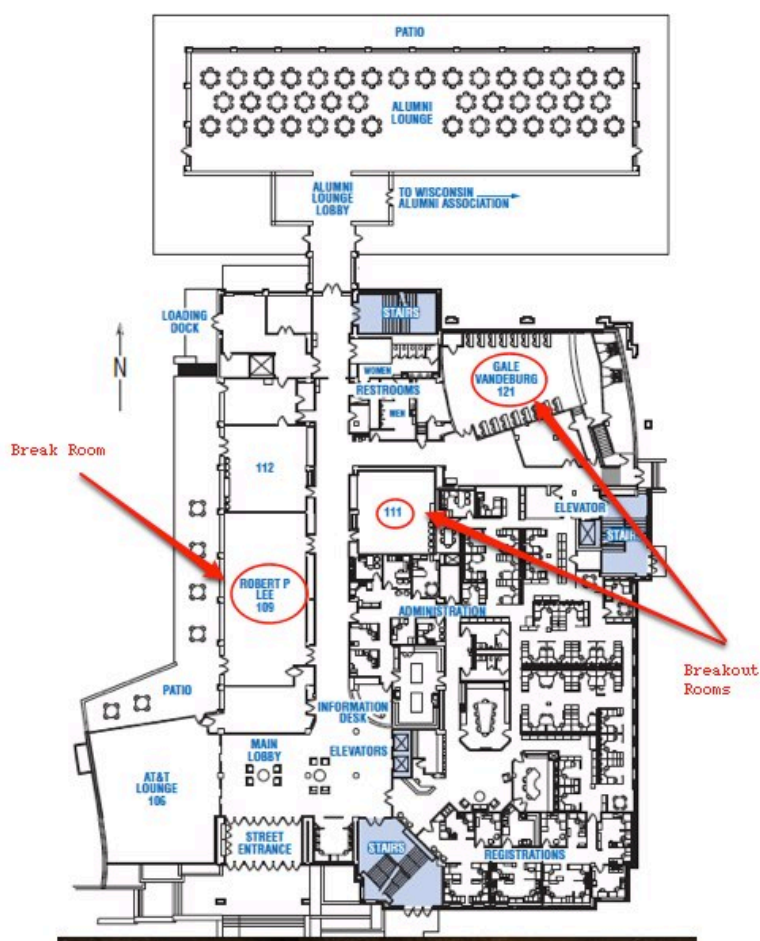 PATIO
ALUMNI
LOUNGE
ALUMNI
LOUNGE
LOBBY
TO WISCONSIN
ALUMNI ASSOCIATION
LOADING
DOCK
STAIRS
N
WOMEN
RESTROOMS
MEN
GALE
VANDEBURG
121
Break Room
112
111
ELEVATOR
STAIRS
ROBERT P
LEE
109
ADMINISTRATION
Breakout
Rooms
PATIO
INFORMATION
DESK
MAIN
LOBBY
ELEVATORS
AT&T
LOUNGE
106
STREET
ENTRANCE
STAIRS
REGISTRATIONS